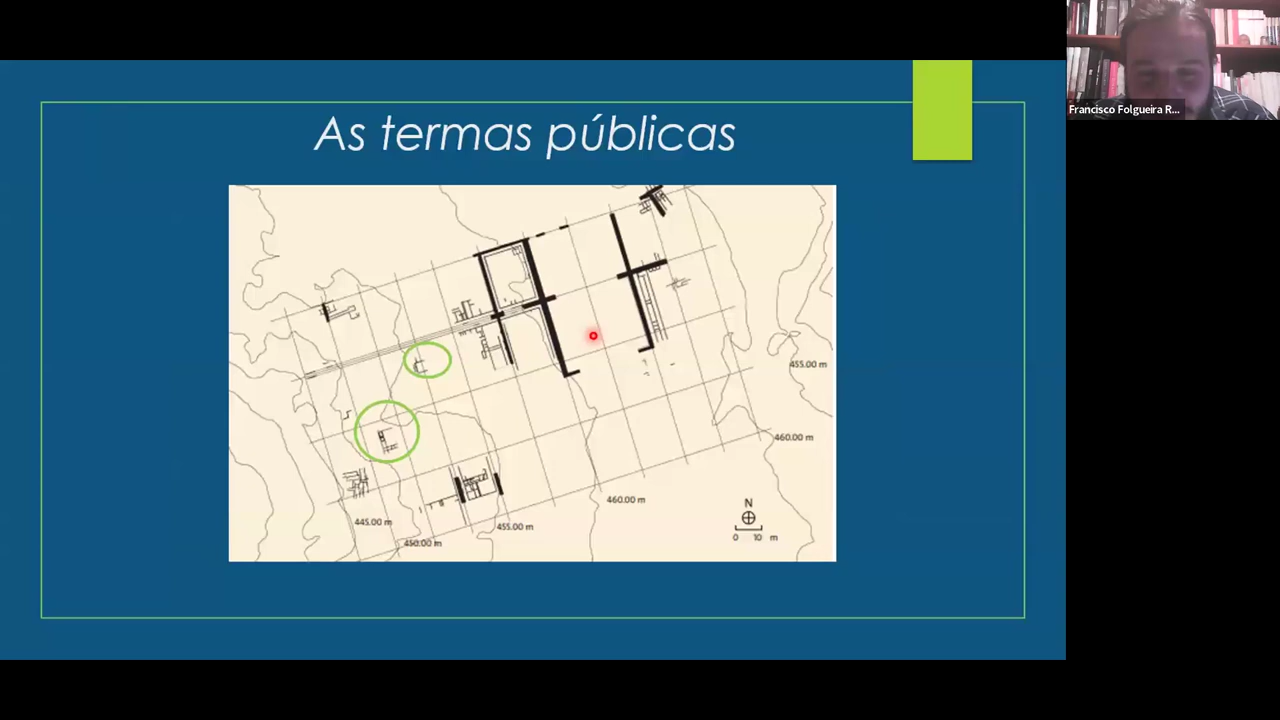 As termas públicas
Francisco Folgueira R...
455.00 m
460.00 m
460.00 m
N
445.00 m
455.00 m
0 10 m
450.00 m